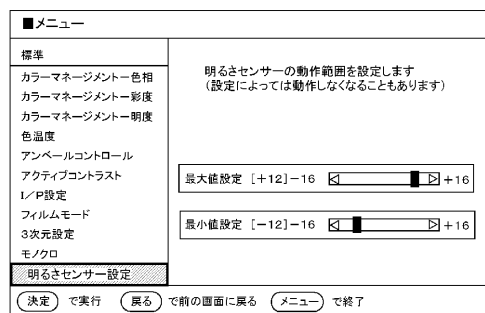 ■メニュー
標準
カラーマネージメントー色相
カラーマネージメントー彩度
カラーマネージメントー明度
色温度
アンベールコントロール
アクティブコントラスト
I／P設定
フィルムモード
3次元設定
モノクロ
明るさセンサー設定
明るさセンサーの動作範囲を設定します
(設定によっては動作しなくなることもあります)
最大値設定 [＋12]－16 ＋16
最小値設定 [－12]－16 ＋16
決定 で実行 戻る で前の画面に戻る メニュー で終了